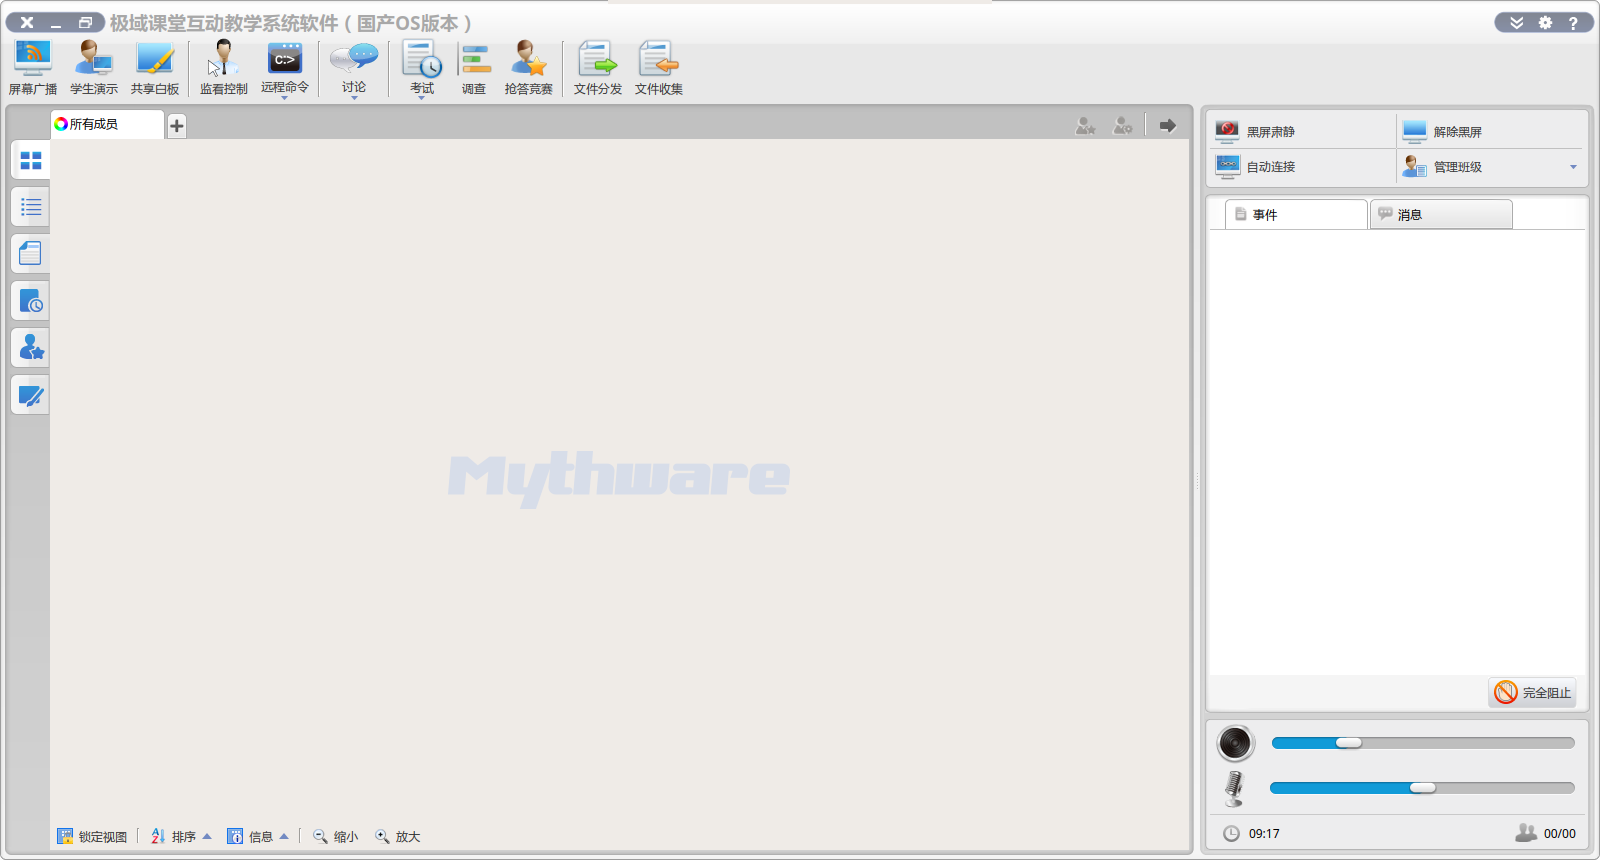 极域课堂互动教学系统软件（国产OS版本）
屏幕广播 学生演示 共享白板 监看控制 远程命令 讨论 考试 调查 抢答竞赛 文件分发 文件收集
C:>
所有成员
黑屏肃静 解除黑屏
自动连接 管理班级
事件 消息
Mythware
完全阻止
锁定视图 排序 信息 缩小 放大
09:17 00/00